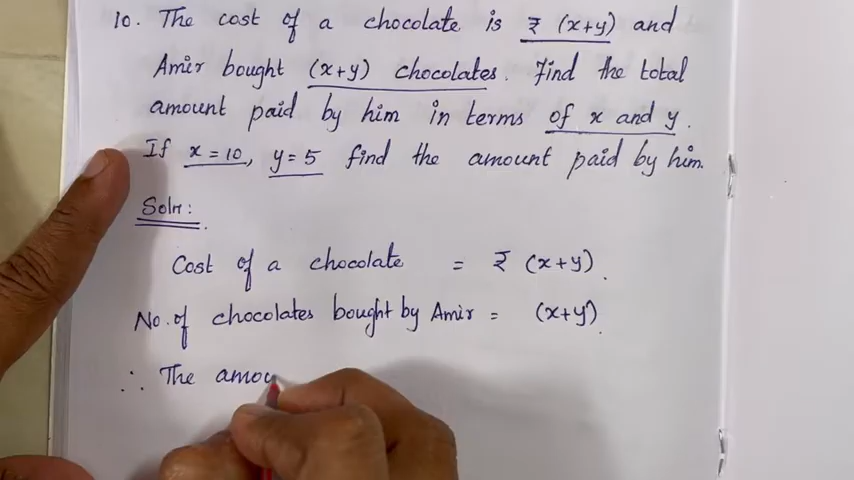 10. The cost of a chocolate is ₹ (x+y) and
Amir bought (x+y) chocolates. Find the total
amount paid by him in terms of x and y.
If x = 10, y = 5 find the amount paid by him.
Soln:
Cost of a chocolate = ₹ (x+y).
No. of chocolates bought by Amir = (x+y).
∴ The amou